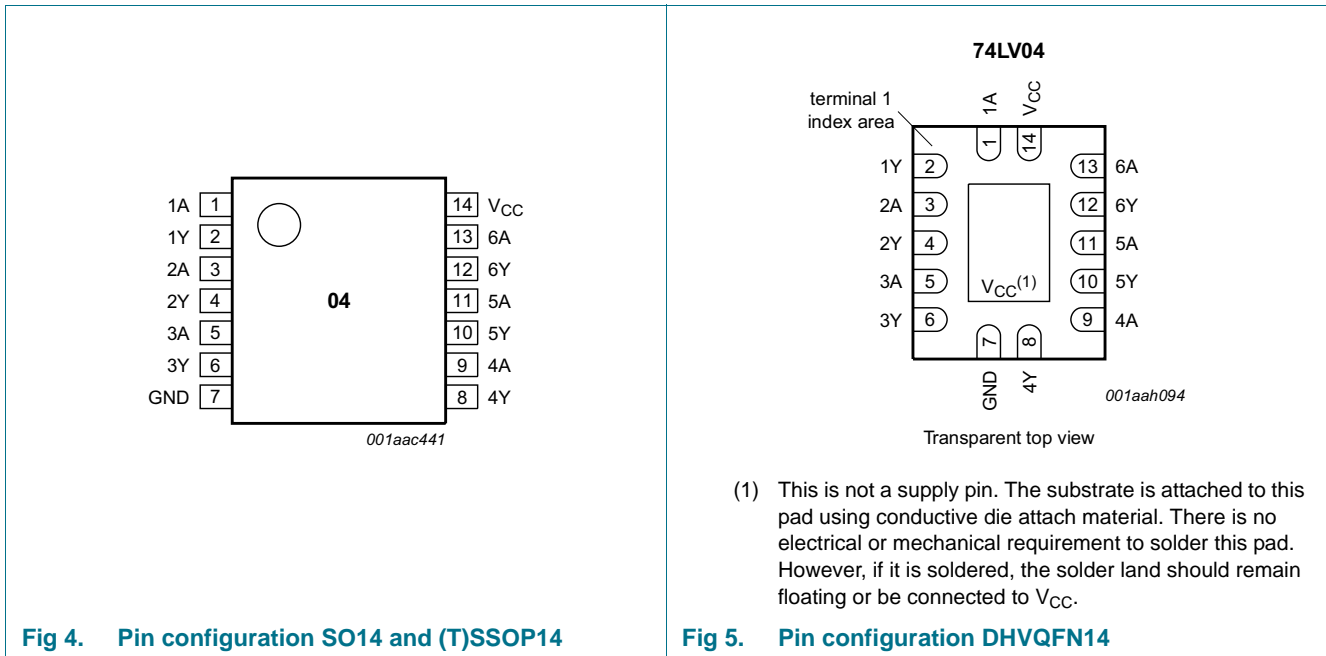 1A 1 14 VCC
1Y 2 13 6A
2A 3 12 6Y
2Y 4 04 11 5A
3A 5 10 5Y
3Y 6 9 4A
GND 7 8 4Y
001aac441
Fig 4. Pin configuration SO14 and (T)SSOP14
74LV04
terminal 1
index area
1A VCC
1 14
1Y 2 13 6A
2A 3 12 6Y
2Y 4 11 5A
3A 5 VCC(1) 10 5Y
3Y 6 9 4A
7 8
GND 4Y
001aah094
Transparent top view
(1) This is not a supply pin. The substrate is attached to this
pad using conductive die attach material. There is no
electrical or mechanical requirement to solder this pad.
However, if it is soldered, the solder land should remain
floating or be connected to VCC.
Fig 5. Pin configuration DHVQFN14